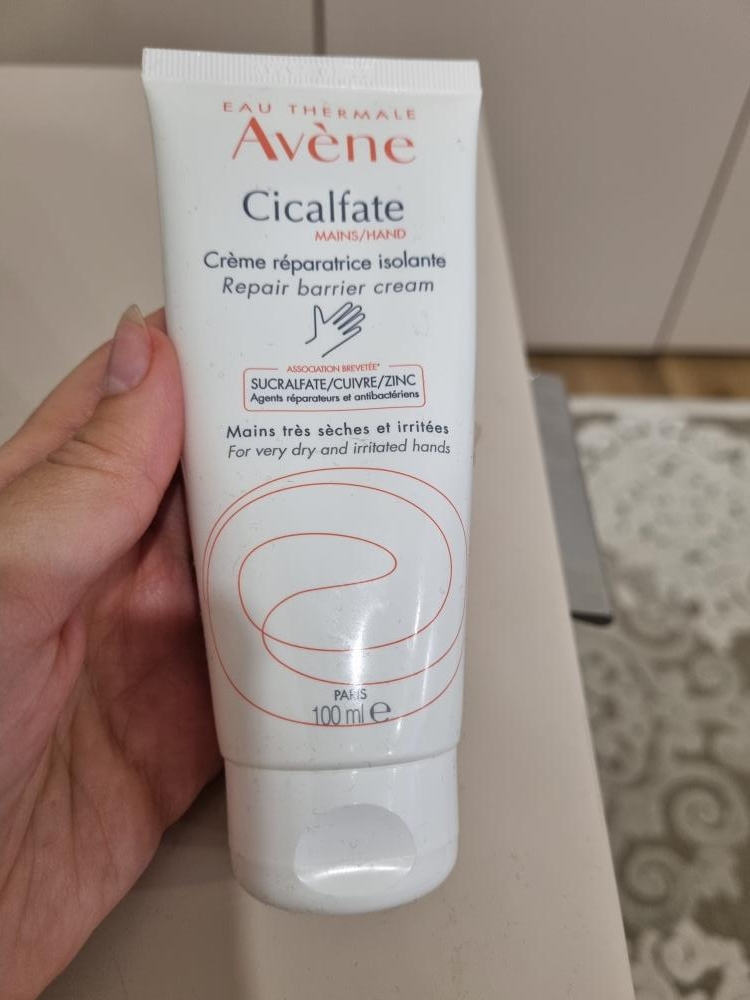 EAU THERMALE
Avène
Cicalfate
MAINS/HAND
Crème réparatrice isolante
Repair barrier cream
ASSOCIATION BREVETÉE*
SUCRALFATE/CUIVRE/ZINC
Agents réparateurs et antibactériens
Mains très sèches et irritées
For very dry and irritated hands
PARIS
100 ml e